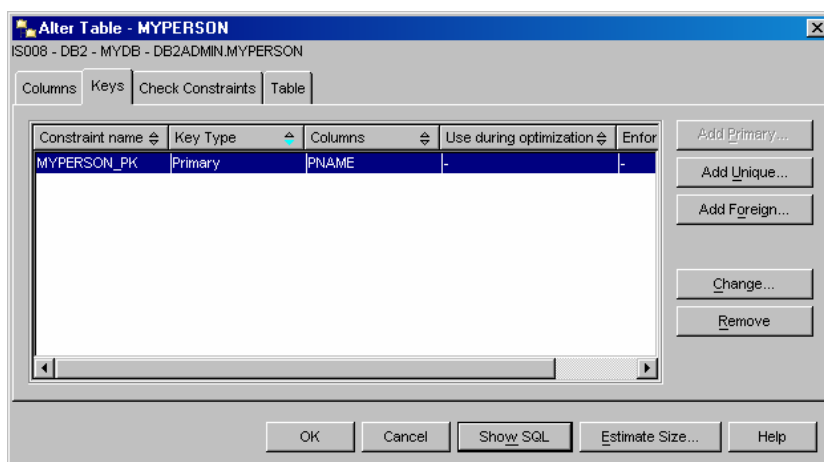 Alter Table - MYPERSON
IS008 - DB2 - MYDB - DB2ADMIN.MYPERSON
Columns Keys Check Constraints Table
Constraint name Key Type Columns Use during optimization Enfor
MYPERSON_PK Primary PNAME - -
Add Primary...
Add Unique...
Add Foreign...
Change...
Remove
OK Cancel Show SQL Estimate Size... Help